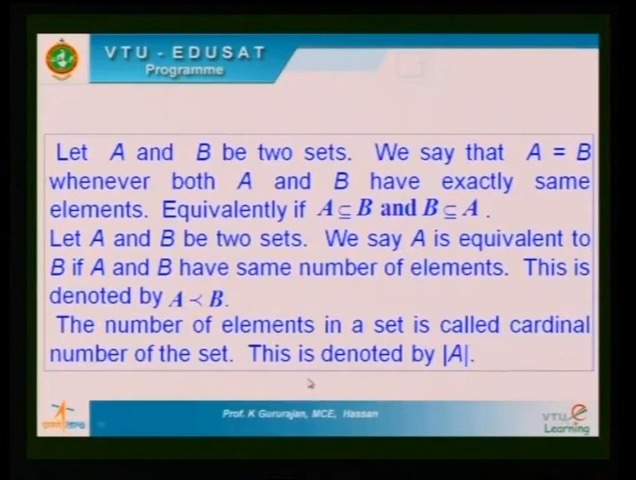 VTU - EDUSAT
Programme
Let A and B be two sets. We say that A = B
whenever both A and B have exactly same
elements. Equivalently if A ⊆ B and B ⊆ A .
Let A and B be two sets. We say A is equivalent to
B if A and B have same number of elements. This is
denoted by A ≺ B.
The number of elements in a set is called cardinal
number of the set. This is denoted by |A|.
Prof. K Gururajan, MCE, Hassan
VTU e
Learning